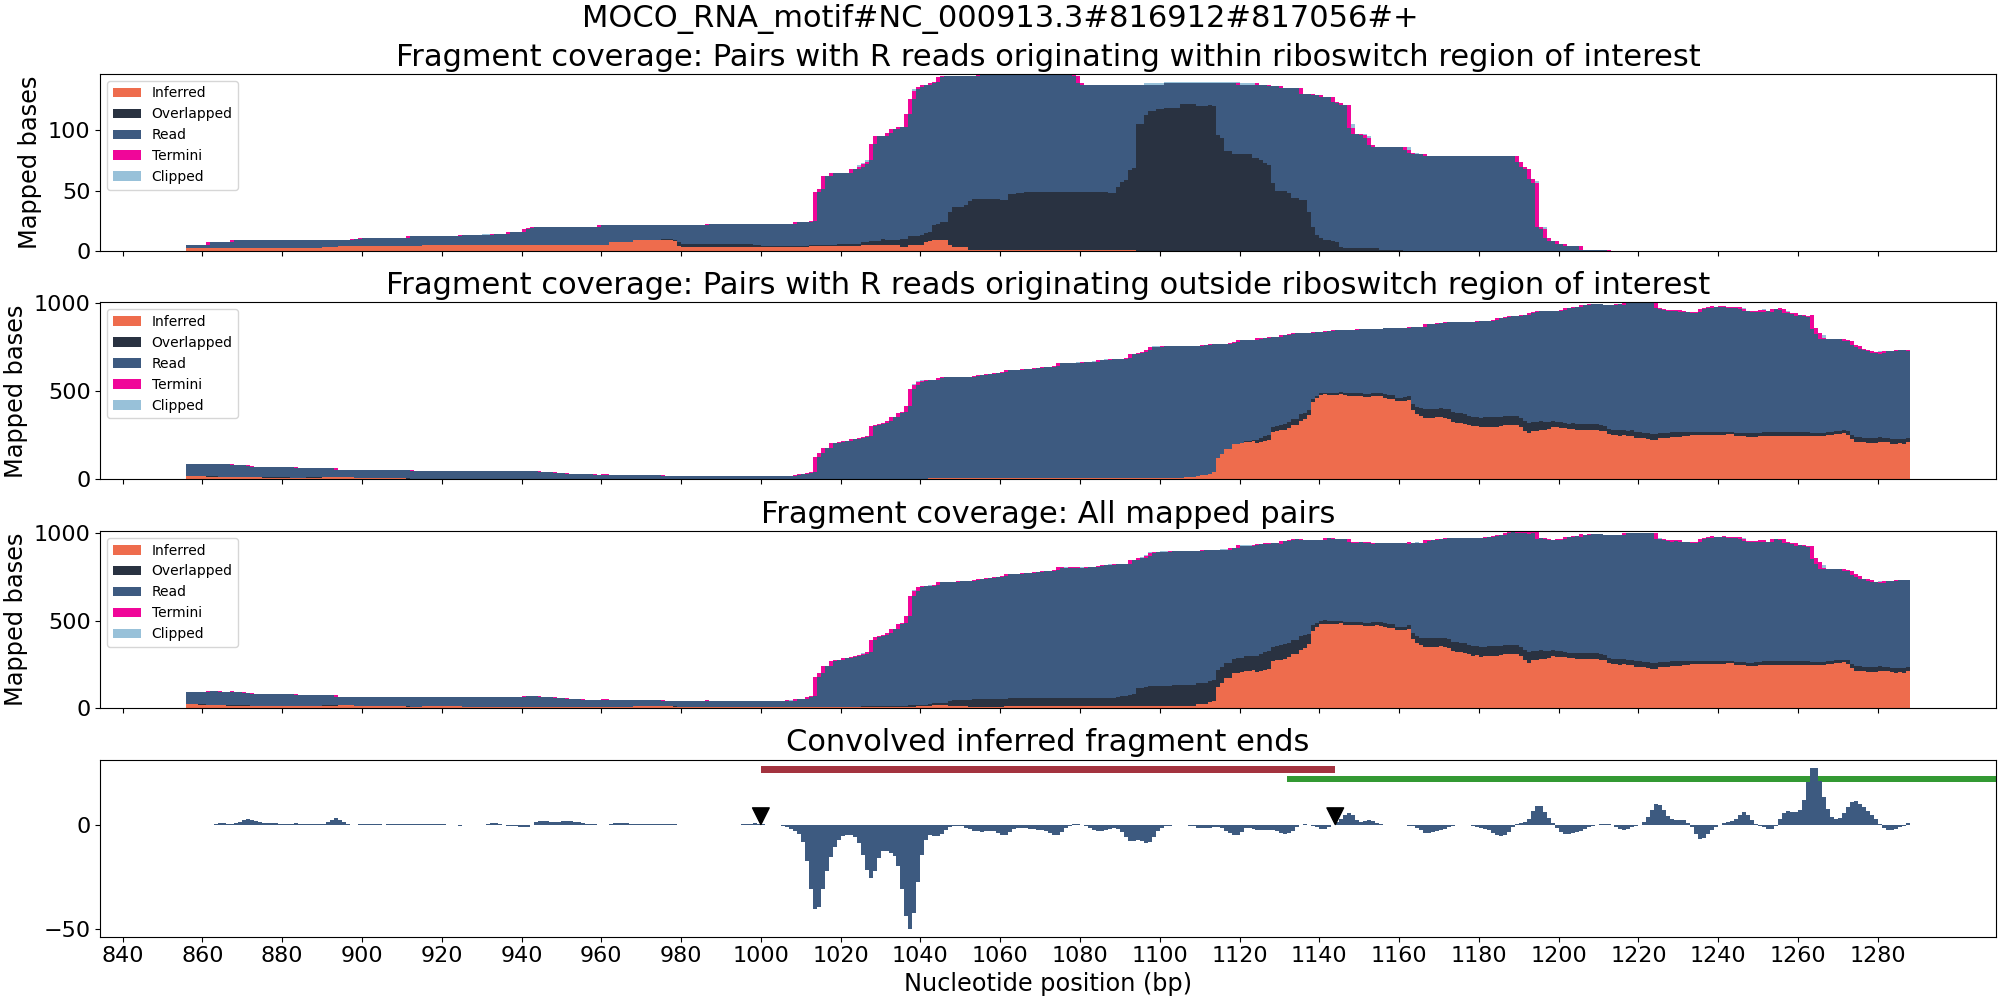 MOCO_RNA_motif#NC_000913.3#816912#817056#+
Fragment coverage: Pairs with R reads originating within riboswitch region of interest
Mapped bases
100
50
0
Inferred
Overlapped
Read
Termini
Clipped
Fragment coverage: Pairs with R reads originating outside riboswitch region of interest
Mapped bases
1000
500
0
Inferred
Overlapped
Read
Termini
Clipped
Fragment coverage: All mapped pairs
Mapped bases
1000
500
0
Inferred
Overlapped
Read
Termini
Clipped
Convolved inferred fragment ends
0
−50
840 860 880 900 920 940 960 980 1000 1020 1040 1060 1080 1100 1120 1140 1160 1180 1200 1220 1240 1260 1280
Nucleotide position (bp)